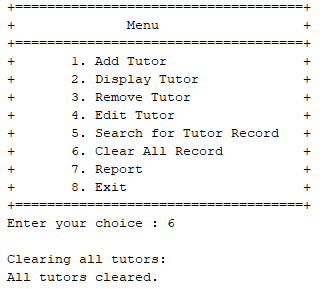 +====================================+
+ Menu +
+====================================+
+ 1. Add Tutor +
+ 2. Display Tutor +
+ 3. Remove Tutor +
+ 4. Edit Tutor +
+ 5. Search for Tutor Record +
+ 6. Clear All Record +
+ 7. Report +
+ 8. Exit +
+====================================+
Enter your choice : 6
Clearing all tutors:
All tutors cleared.